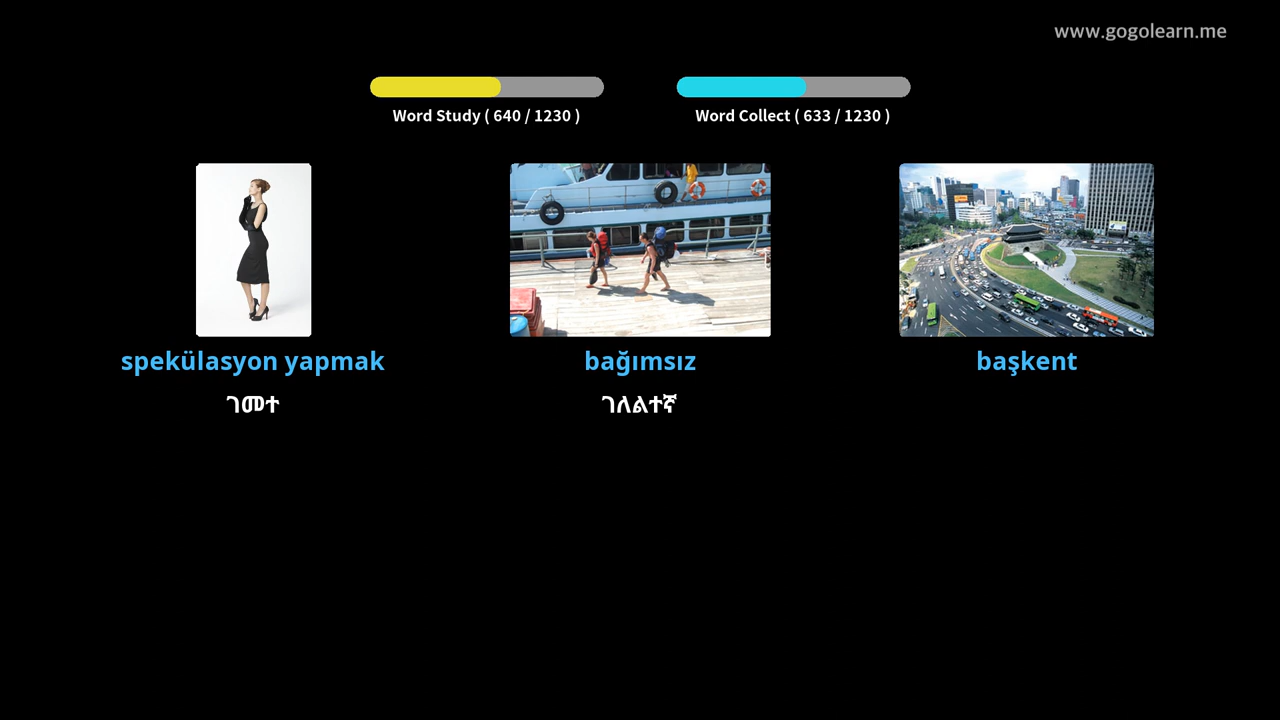 www.gogolearn.me
Word Study ( 640 / 1230 )
Word Collect ( 633 / 1230 )
spekülasyon yapmak
bağımsız
başkent
ገመተ
ገለልተኛ